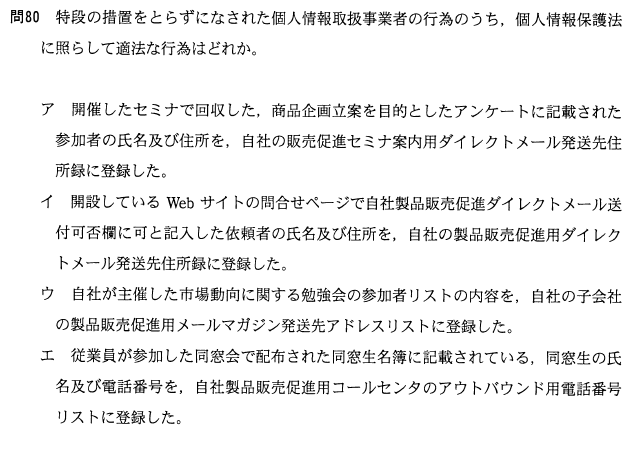 問80　特段の措置をとらずになされた個人情報取扱事業者の行為のうち，個人情報保護法
に照らして適法な行為はどれか。
ア　開催したセミナで回収した，商品企画立案を目的としたアンケートに記載された
参加者の氏名及び住所を，自社の販売促進セミナ案内用ダイレクトメール発送先住
所録に登録した。
イ　開設している Web サイトの問合せページで自社製品販売促進ダイレクトメール送
付可否欄に可と記入した依頼者の氏名及び住所を，自社の製品販売促進用ダイレク
トメール発送先住所録に登録した。
ウ　自社が主催した市場動向に関する勉強会の参加者リストの内容を，自社の子会社
の製品販売促進用メールマガジン発送先アドレスリストに登録した。
エ　従業員が参加した同窓会で配布された同窓生名簿に記載されている，同窓生の氏
名及び電話番号を，自社製品販売促進用コールセンタのアウトバウンド用電話番号
リストに登録した。